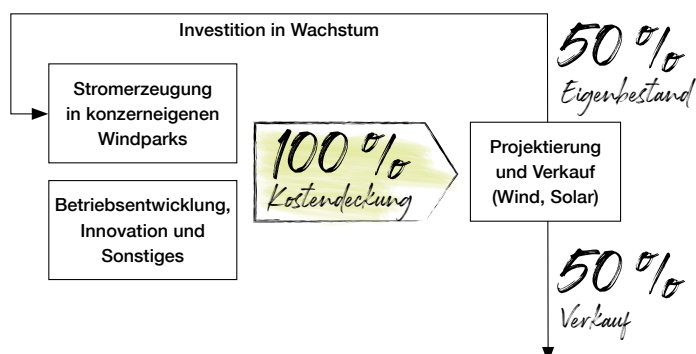 Investition in Wachstum
50 %
Eigenbestand
Stromerzeugung
in konzerneigenen
Windparks
100 %
Kostendeckung
Projektierung
und Verkauf
(Wind, Solar)
Betriebsentwicklung,
Innovation und
Sonstiges
50 %
Verkauf